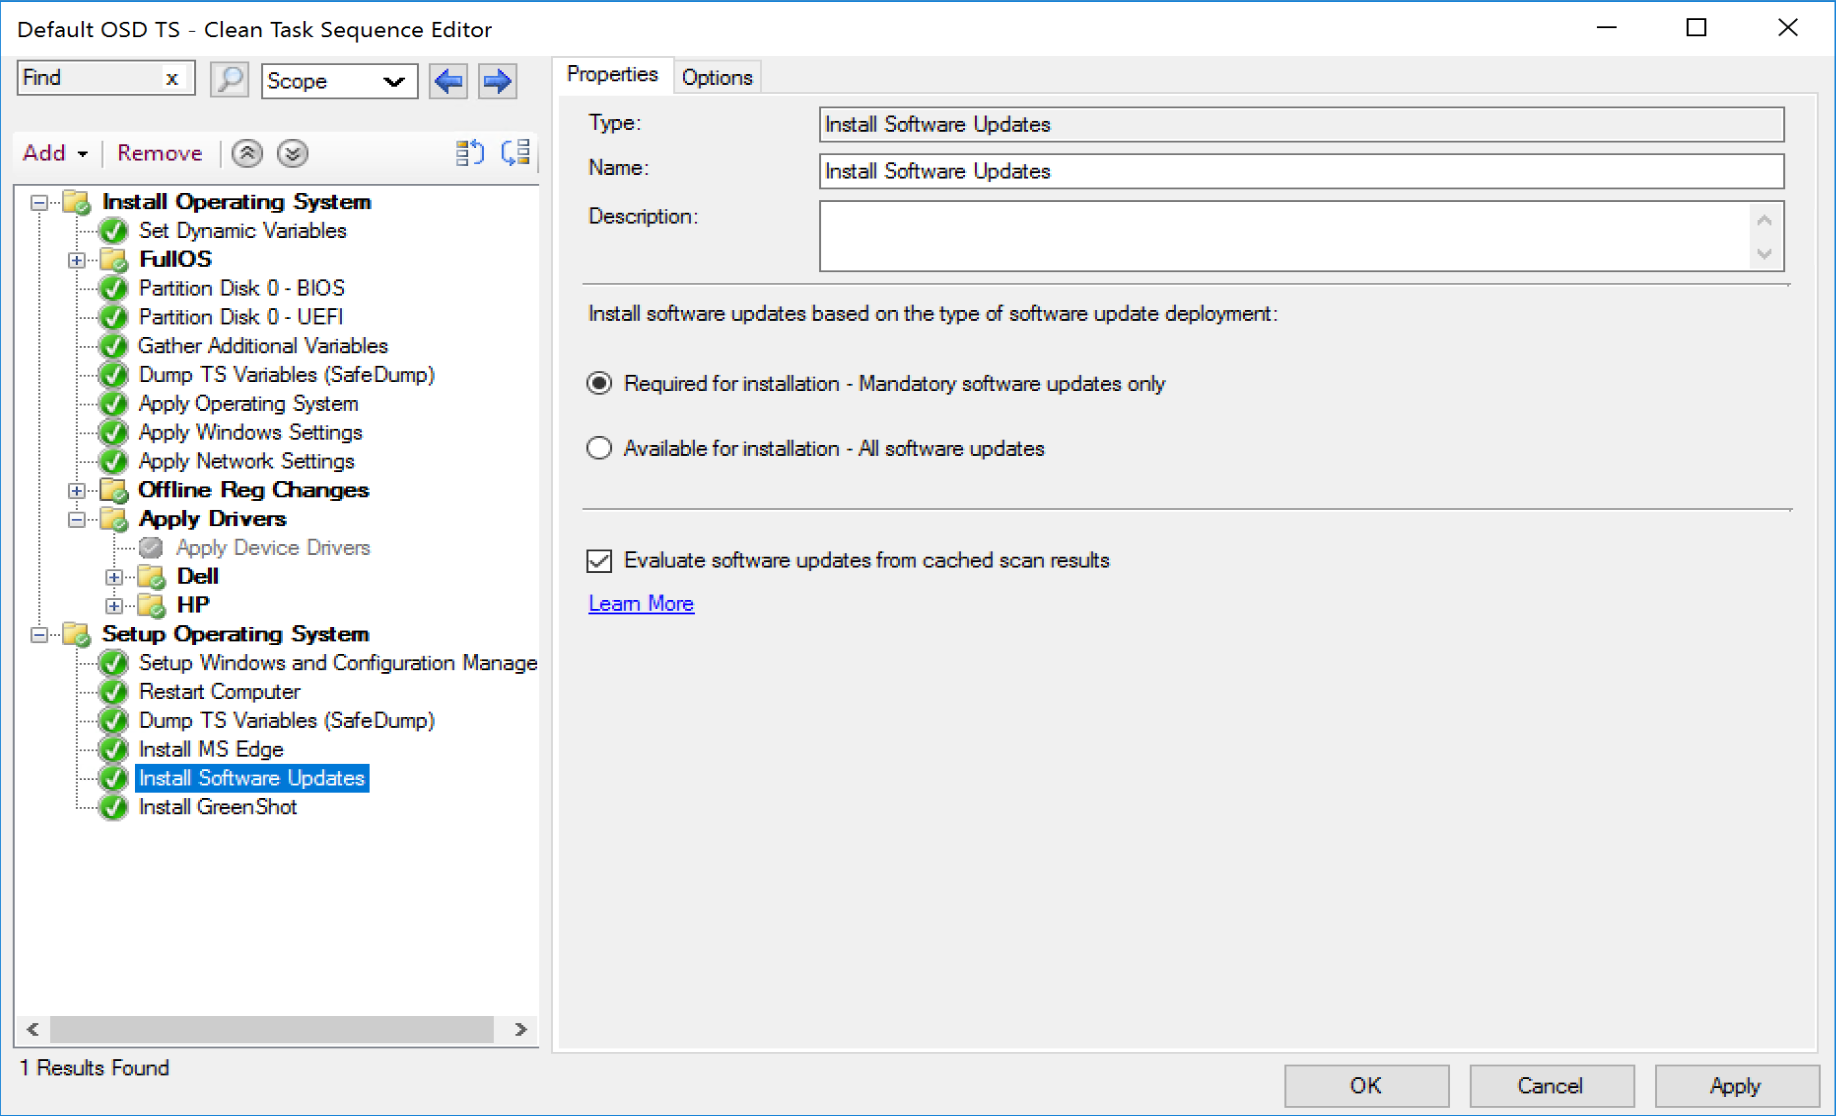 Default OSD TS - Clean Task Sequence Editor
Find x Scope
Add Remove
Install Operating System
Set Dynamic Variables
FullOS
Partition Disk 0 - BIOS
Partition Disk 0 - UEFI
Gather Additional Variables
Dump TS Variables (SafeDump)
Apply Operating System
Apply Windows Settings
Apply Network Settings
Offline Reg Changes
Apply Drivers
Apply Device Drivers
Dell
HP
Setup Operating System
Setup Windows and Configuration Manage
Restart Computer
Dump TS Variables (SafeDump)
Install MS Edge
Install Software Updates
Install GreenShot
1 Results Found
Properties Options
Type: Install Software Updates
Name: Install Software Updates
Description:
Install software updates based on the type of software update deployment:
Required for installation - Mandatory software updates only
Available for installation - All software updates
Evaluate software updates from cached scan results
Learn More
OK Cancel Apply